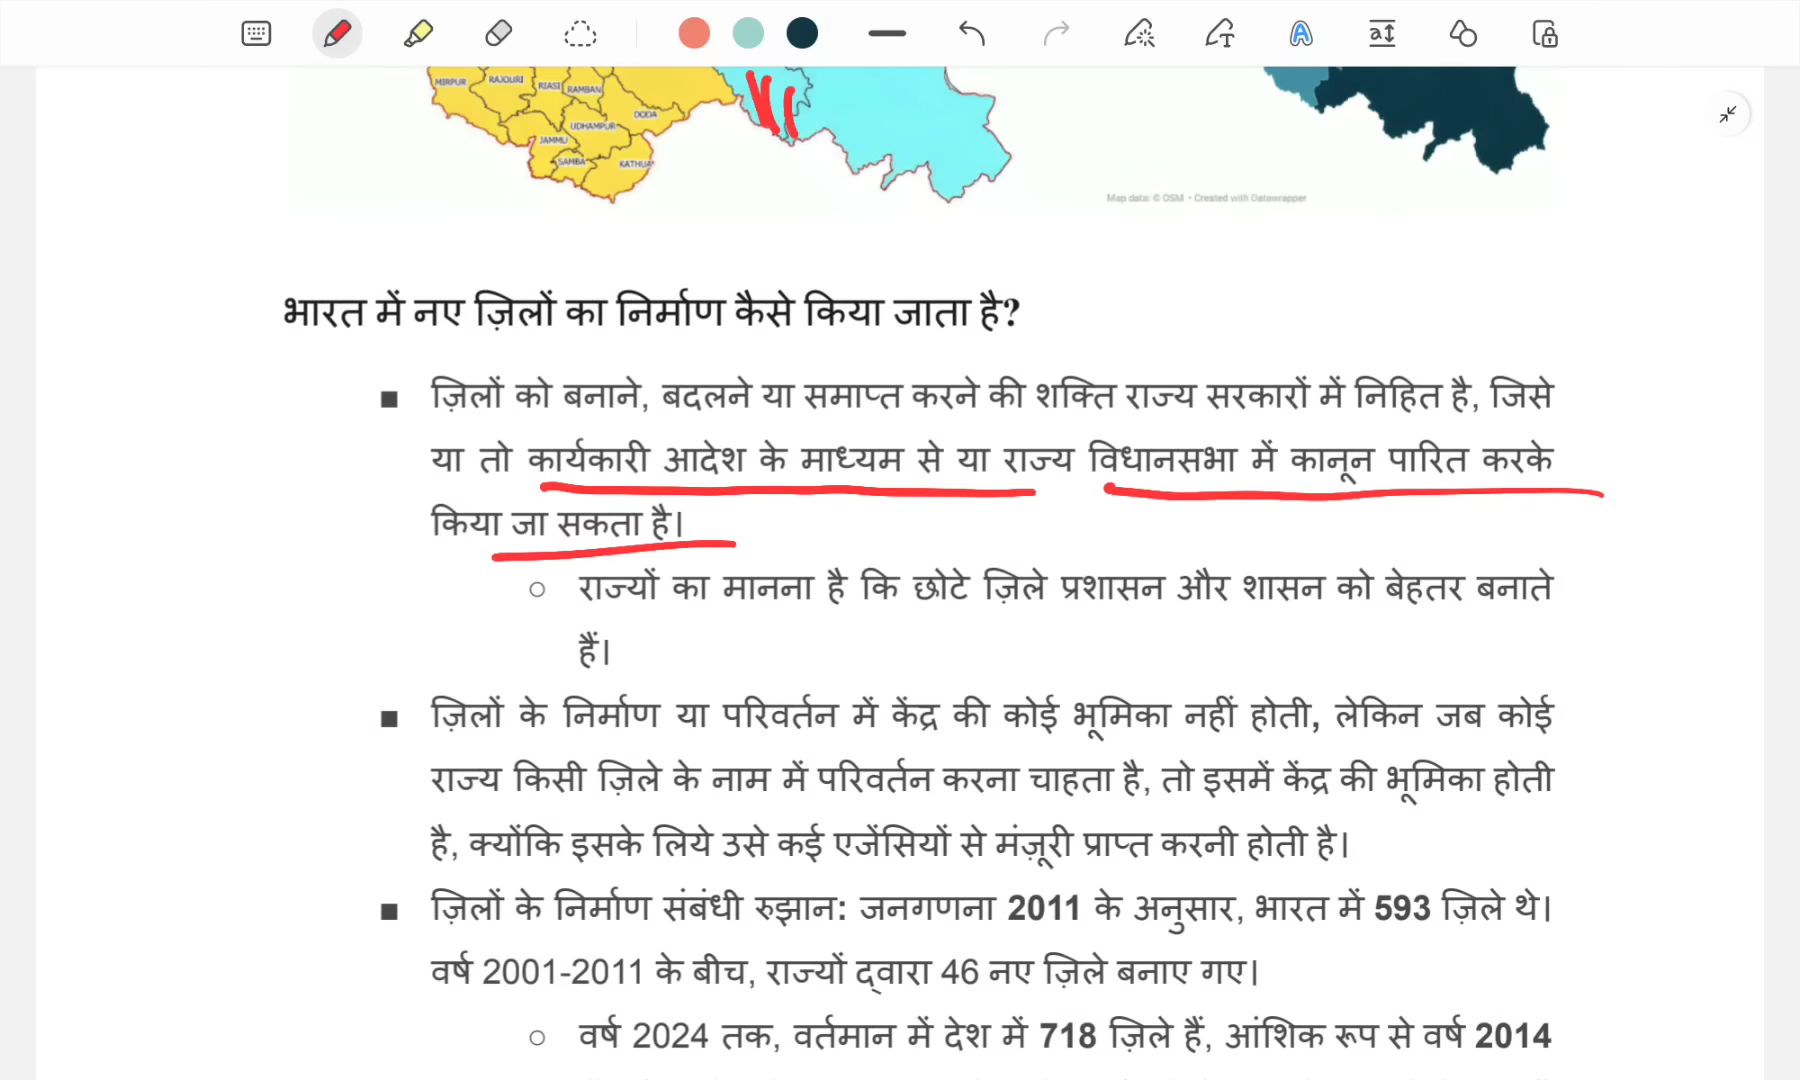 MIRPUR
RAJOURI
RIASI
RAMBAN
DODA
UDHAMPUR
JAMMU
SAMBA
KATHUA
Map data: © OSM • Created with Datawrapper
भारत में नए ज़िलों का निर्माण कैसे किया जाता है?
■ ज़िलों को बनाने, बदलने या समाप्त करने की शक्ति राज्य सरकारों में निहित है, जिसे
या तो कार्यकारी आदेश के माध्यम से या राज्य विधानसभा में कानून पारित करके
किया जा सकता है।
○ राज्यों का मानना है कि छोटे ज़िले प्रशासन और शासन को बेहतर बनाते
हैं।
■ ज़िलों के निर्माण या परिवर्तन में केंद्र की कोई भूमिका नहीं होती, लेकिन जब कोई
राज्य किसी ज़िले के नाम में परिवर्तन करना चाहता है, तो इसमें केंद्र की भूमिका होती
है, क्योंकि इसके लिये उसे कई एजेंसियों से मंज़ूरी प्राप्त करनी होती है।
■ ज़िलों के निर्माण संबंधी रुझान: जनगणना 2011 के अनुसार, भारत में 593 ज़िले थे।
वर्ष 2001-2011 के बीच, राज्यों द्वारा 46 नए ज़िले बनाए गए।
○ वर्ष 2024 तक, वर्तमान में देश में 718 ज़िले हैं, आंशिक रूप से वर्ष 2014